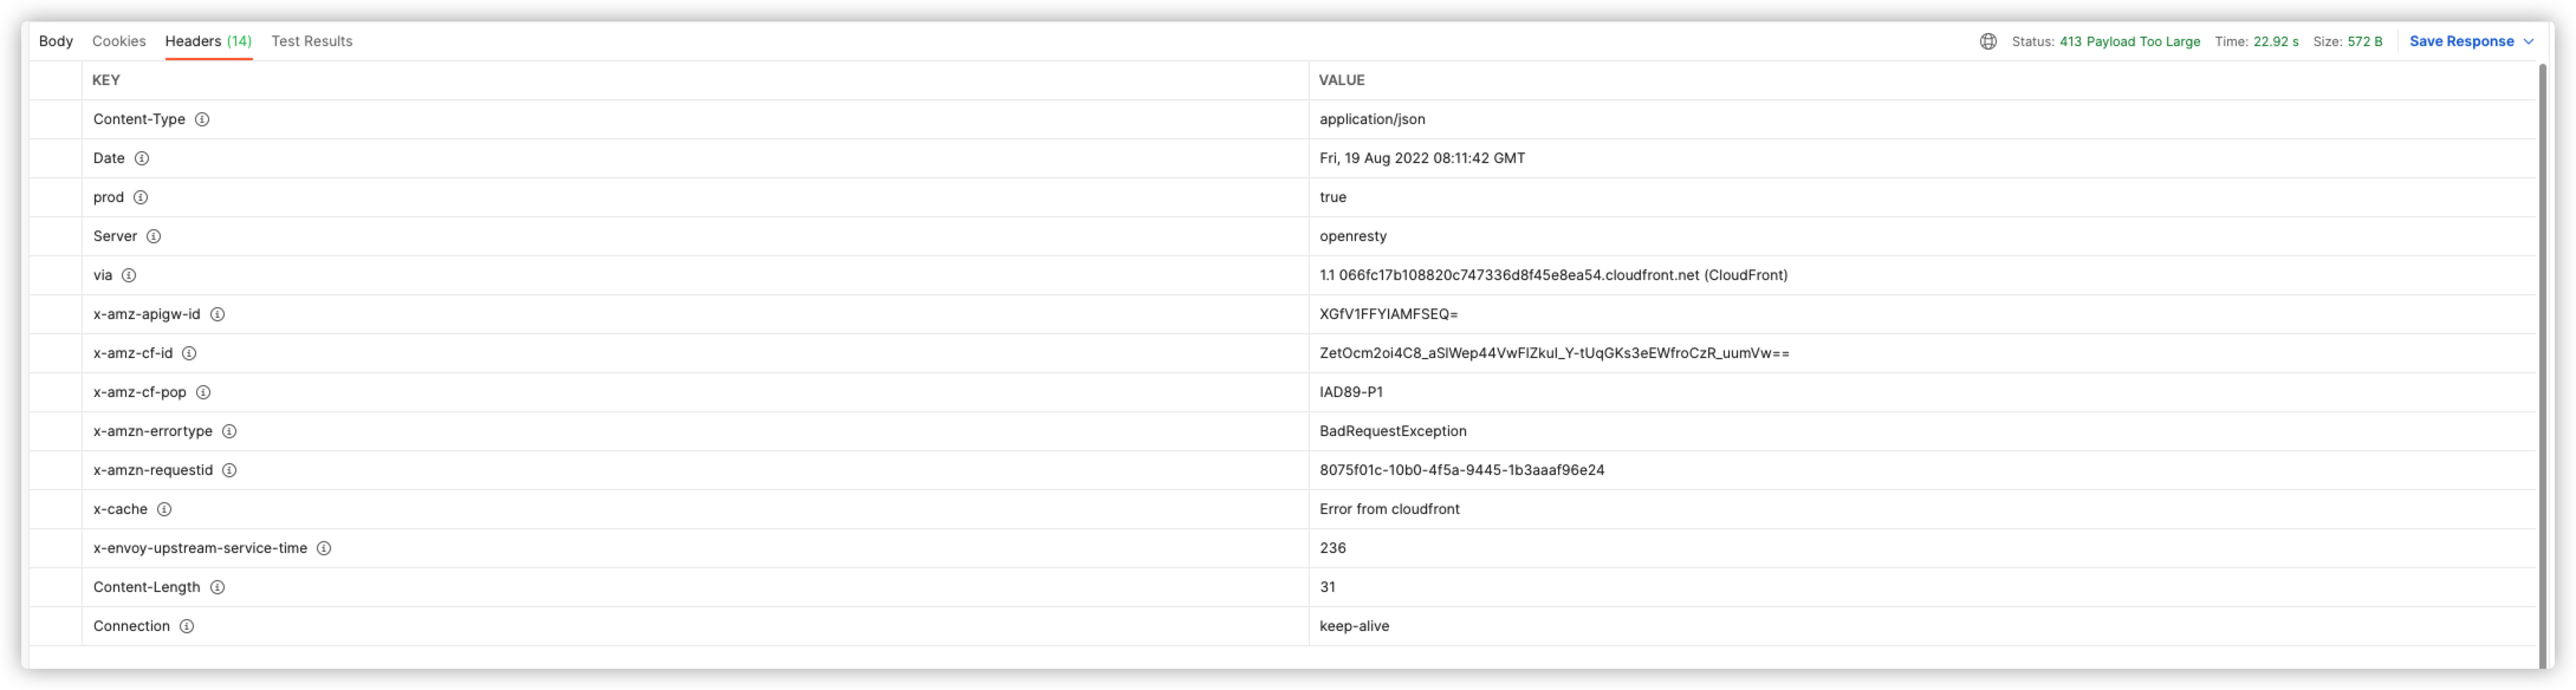 Body Cookies Headers (14) Test Results Status: 413 Payload Too Large Time: 22.92 s Size: 572 B Save Response
KEY VALUE
Content-Type application/json
Date Fri, 19 Aug 2022 08:11:42 GMT
prod true
Server openresty
via 1.1 066fc17b108820c747336d8f45e8ea54.cloudfront.net (CloudFront)
x-amz-apigw-id XGfV1FFYIAMFSEQ=
x-amz-cf-id ZetOcm2oi4C8_aSlWep44VwFlZkul_Y-tUqGKs3eEWfroCzR_uumVw==
x-amz-cf-pop IAD89-P1
x-amzn-errortype BadRequestException
x-amzn-requestid 8075f01c-10b0-4f5a-9445-1b3aaaf96e24
x-cache Error from cloudfront
x-envoy-upstream-service-time 236
Content-Length 31
Connection keep-alive